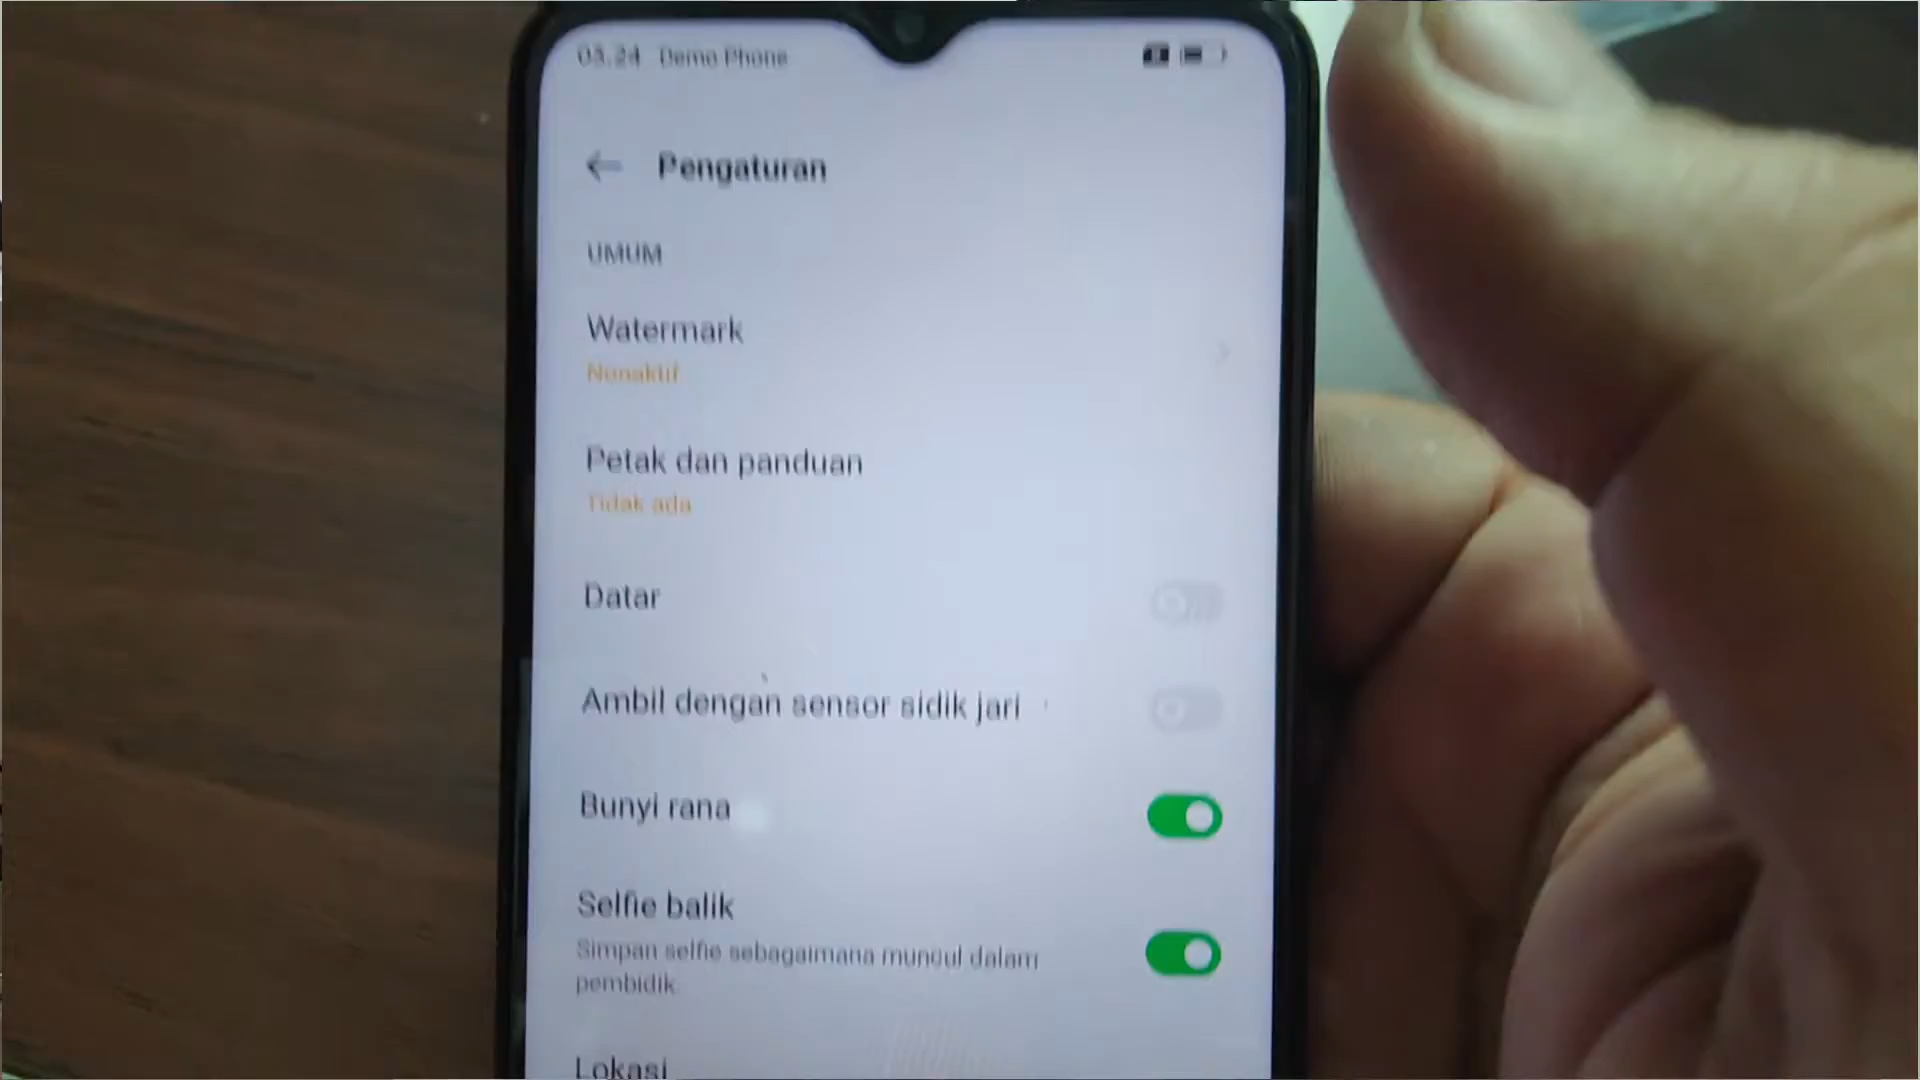 03.24 Demo Phone
← Pengaturan
UMUM
Watermark
Nonaktif
Petak dan panduan
Tidak ada
Datar
Ambil dengan sensor sidik jari
Bunyi rana
Selfie balik
Simpan selfie sebagaimana muncul dalam
pembidik
Lokasi